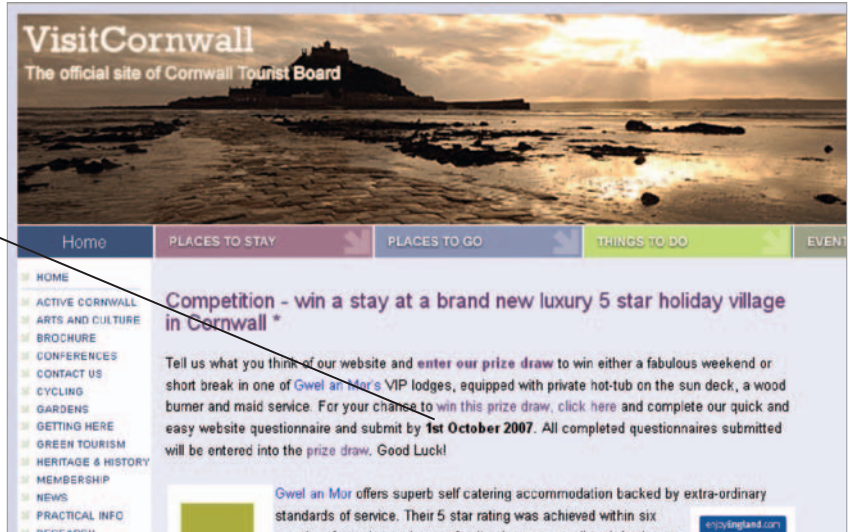 VisitCornwall
The official site of Cornwall Tourist Board
Home
PLACES TO STAY
PLACES TO GO
THINGS TO DO
EVENT
HOME
ACTIVE CORNWALL
ARTS AND CULTURE
BROCHURE
CONFERENCES
CONTACT US
CYCLING
GARDENS
GETTING HERE
GREEN TOURISM
HERITAGE & HISTORY
MEMBERSHIP
NEWS
PRACTICAL INFO
Competition - win a stay at a brand new luxury 5 star holiday village
in Cornwall *
Tell us what you think of our website and enter our prize draw to win either a fabulous weekend or
short break in one of Gwel an Mor's VIP lodges, equipped with private hot-tub on the sun deck, a wood
burner and maid service. For your chance to win this prize draw, click here and complete our quick and
easy website questionnaire and submit by 1st October 2007. All completed questionnaires submitted
will be entered into the prize draw. Good Luck!
Gwel an Mor offers superb self catering accommodation backed by extra-ordinary
standards of service. Their 5 star rating was achieved within six
enjoyEngland.com